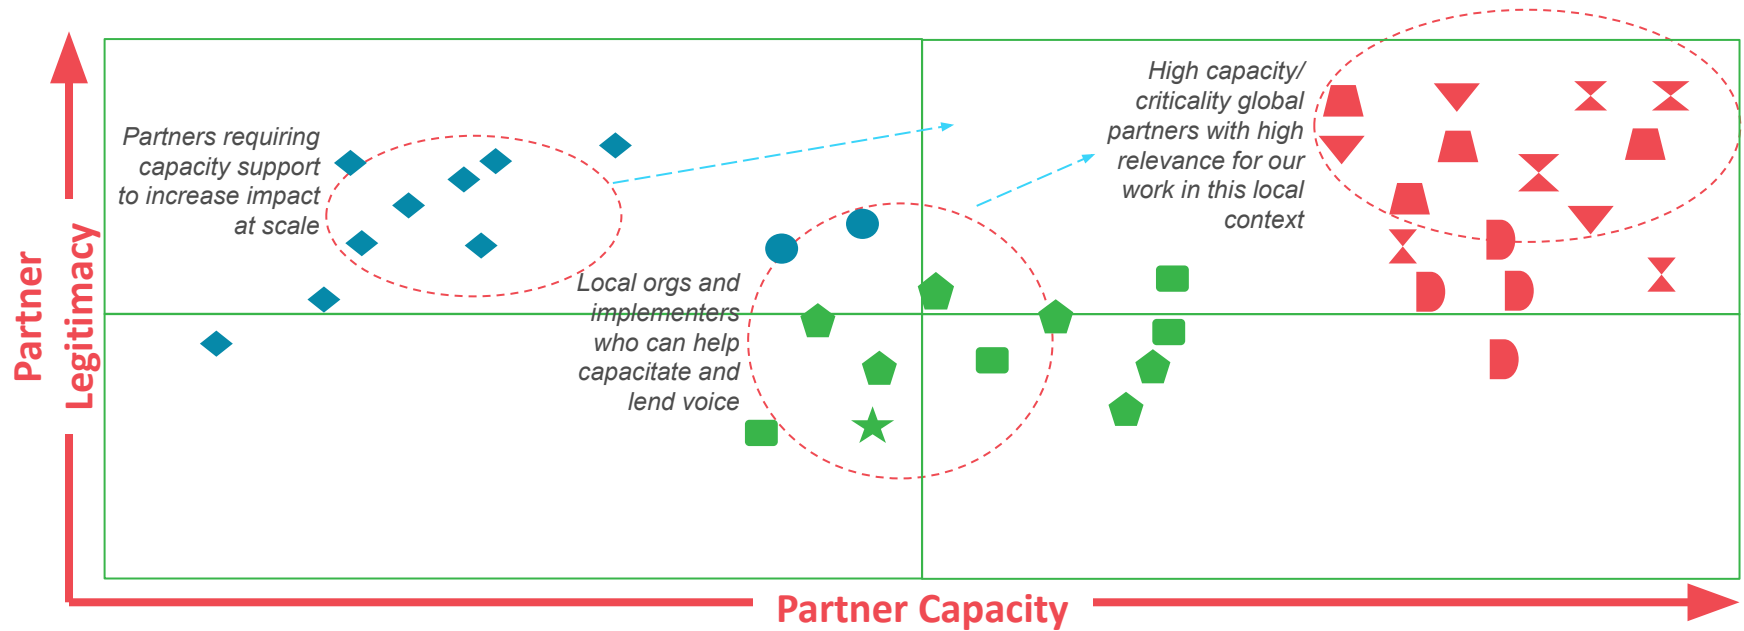 Partner
Legitimacy
Partners requiring
capacity support
to increase impact
at scale
Local orgs and
implementers
who can help
capacitate and
lend voice
High capacity/
criticality global
partners with high
relevance for our
work in this local
context
Partner Capacity